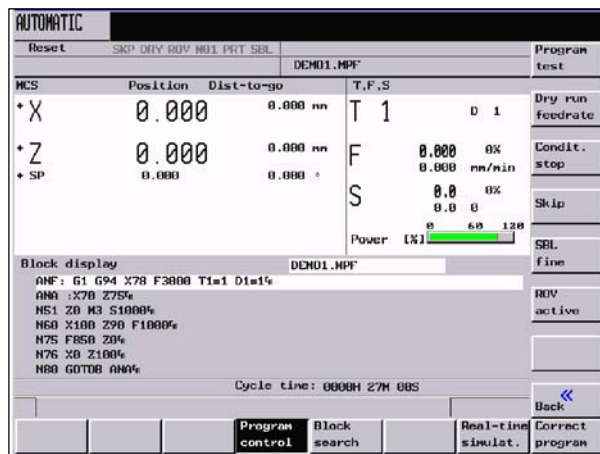 AUTOMATIC
Reset SKP DRY ROV M01 PRT SBL
DEMO1.MPF
MCS Position Dist-to-go T,F,S
+ X 0.000 0.000 mm T 1 D 1
+ Z 0.000 0.000 mm F 0.000 0% 
0.000 mm/min
+ SP 0.000 0.000 °
S 0.0 0%
0.0 0
0 60 120
Power [%]
Block display DEMO1.MPF
ANF: G1 G94 X78 F3000 T1=1 D1=1
ANA :X70 Z75
N51 Z0 M3 S1000
N60 X100 Z90 F1000
N75 F850 Z0
N76 X0 Z100
N80 GOTOB ANA
Cycle time: 0000H 27M 08S
Program test
Dry run feedrate
Condit. stop
Skip
SBL fine
ROV active
« Back
Program control
Block search
Real-time simulat.
Correct program